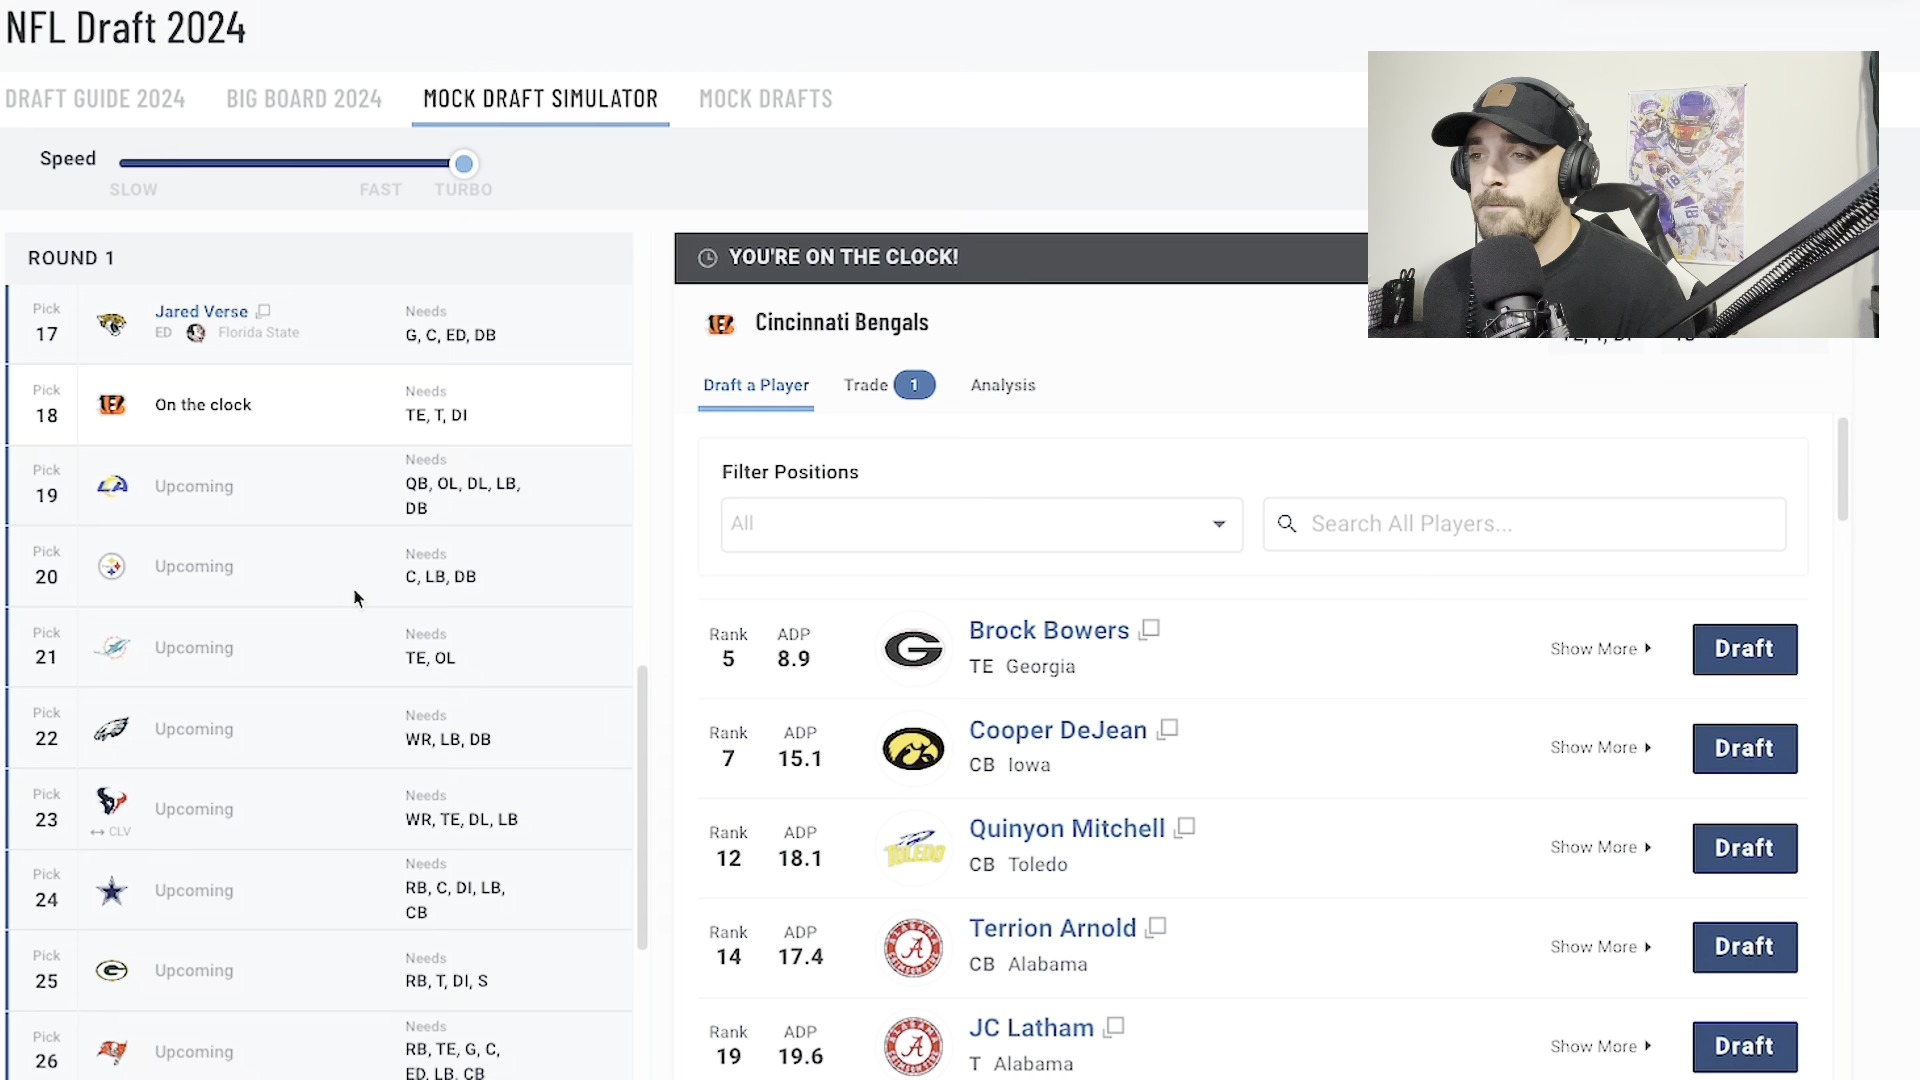 NFL Draft 2024
DRAFT GUIDE 2024
BIG BOARD 2024
MOCK DRAFT SIMULATOR
MOCK DRAFTS
Speed
SLOW
FAST
TURBO
ROUND 1
Pick
17
Jared Verse
ED Florida State
Needs
G, C, ED, DB
Pick
18
On the clock
Needs
TE, T, DI
Pick
19
Upcoming
Needs
QB, OL, DL, LB,
DB
Pick
20
Upcoming
Needs
C, LB, DB
Pick
21
Upcoming
Needs
TE, OL
Pick
22
Upcoming
Needs
WR, LB, DB
Pick
23
↔ CLV
Upcoming
Needs
WR, TE, DL, LB
Pick
24
Upcoming
Needs
RB, C, DI, LB,
CB
Pick
25
Upcoming
Needs
RB, T, DI, S
Pick
26
Upcoming
Needs
RB, TE, G, C,
ED, LB, CB
YOU'RE ON THE CLOCK!
Cincinnati Bengals
Draft a Player
Trade 1
Analysis
Filter Positions
All
Search All Players...
Rank
5
ADP
8.9
Brock Bowers
TE Georgia
Show More
Draft
Rank
7
ADP
15.1
Cooper DeJean
CB Iowa
Show More
Draft
Rank
12
ADP
18.1
TOLEDO
Quinyon Mitchell
CB Toledo
Show More
Draft
Rank
14
ADP
17.4
Terrion Arnold
CB Alabama
Show More
Draft
Rank
19
ADP
19.6
JC Latham
T Alabama
Show More
Draft